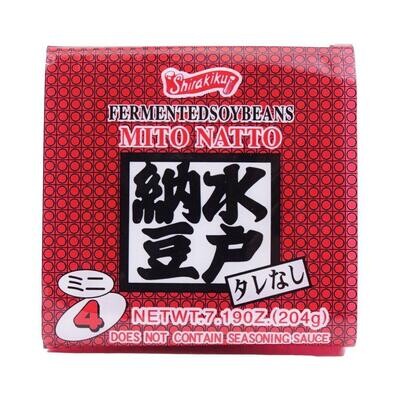 Shirakiku
FERMENTEDSOYBEANS
MITO NATTO
水戸
納豆
タレなし
ミニ
4
NETWT.7.19OZ.(204g)
DOES NOT CONTAIN SEASONING SAUCE